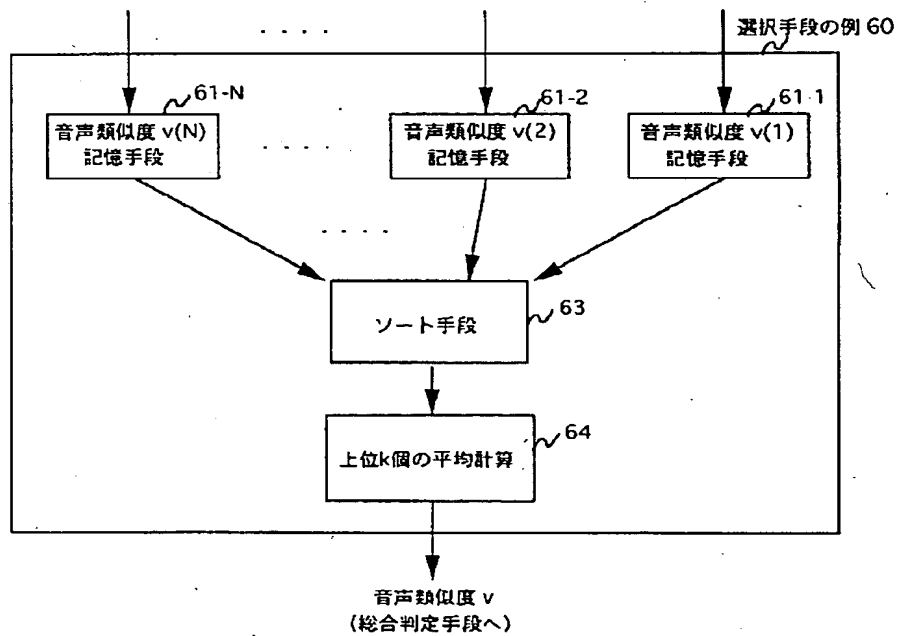 選択手段の例 60
61-N
61-2
61-1
音声類似度 v(N)
記憶手段
音声類似度 v(2)
記憶手段
音声類似度 v(1)
記憶手段
ソート手段
63
上位k個の平均計算
64
音声類似度 v
(総合判定手段へ)